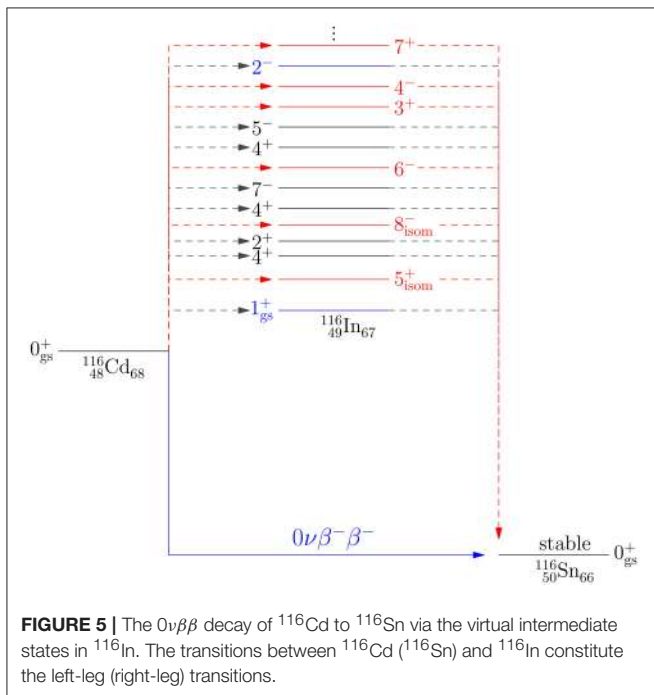 ⋮
7⁺
2⁻
4⁻
3⁺
5⁻
4⁺
6⁻
7⁻
4⁺
8⁻ isom
2⁺
4⁺
5⁺ isom
1⁺ gs
¹¹⁶₄₉In₆₇
0⁺ gs
¹¹⁶₄₈Cd₆₈
0νβ⁻β⁻
stable
0⁺ gs
¹¹⁶₅₀Sn₆₆
FIGURE 5 | The 0νββ decay of ¹¹⁶Cd to ¹¹⁶Sn via the virtual intermediate
states in ¹¹⁶In. The transitions between ¹¹⁶Cd (¹¹⁶Sn) and ¹¹⁶In constitute
the left-leg (right-leg) transitions.